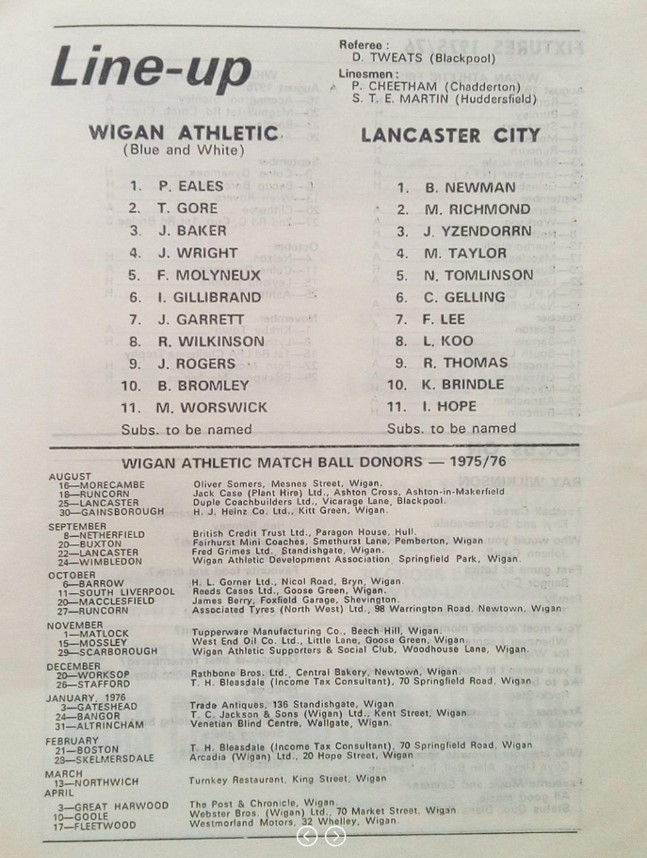 Line-up
Referee :
D. TWEATS (Blackpool)
Linesmen :
P. CHEETHAM (Chadderton)
S. T. E. MARTIN (Huddersfield)
WIGAN ATHLETIC
(Blue and White)
1. P. EALES
2. T. GORE
3. J. BAKER
4. J. WRIGHT
5. F. MOLYNEUX
6. I. GILLIBRAND
7. J. GARRETT
8. R. WILKINSON
9. J. ROGERS
10. B. BROMLEY
11. M. WORSWICK
Subs. to be named
LANCASTER CITY
1. B. NEWMAN
2. M. RICHMOND
3. J. YZENDORRN
4. M. TAYLOR
5. N. TOMLINSON
6. C. GELLING
7. F. LEE
8. L. KOO
9. R. THOMAS
10. K. BRINDLE
11. I. HOPE
Subs. to be named
WIGAN ATHLETIC MATCH BALL DONORS — 1975/76
AUGUST
16—MORECAMBE Oliver Somers, Mesnes Street, Wigan.
18—RUNCORN Jack Case (Plant Hire) Ltd., Ashton Cross, Ashton-in-Makerfield
25—LANCASTER Duple Coachbuilders Ltd., Vicarage Lane, Blackpool.
30—GAINSBOROUGH H. J. Heinz Co. Ltd., Kitt Green, Wigan.
SEPTEMBER
8—NETHERFIELD British Credit Trust Ltd., Paragon House, Hull.
20—BUXTON Fairhurst Mini Coaches, Smethurst Lane, Pemberton, Wigan
22—LANCASTER Fred Grimes Ltd. Standishgate, Wigan.
24—WIMBLEDON Wigan Athletic Development Association, Springfield Park, Wigan.
OCTOBER
6—BARROW H. L. Gorner Ltd., Nicol Road, Bryn, Wigan.
11—SOUTH LIVERPOOL Reeds Cases Ltd., Goose Green, Wigan.
20—MACCLESFIELD James Berry, Foxfield Garage, Shevington.
27—RUNCORN Associated Tyres (North West) Ltd., 98 Warrington Road, Newtown, Wigan.
NOVEMBER
1—MATLOCK Tupperware Manufacturing Co., Beech Hill, Wigan.
15—MOSSLEY West End Oil Co. Ltd., Little Lane, Goose Green, Wigan.
29—SCARBOROUGH Wigan Athletic Supporters & Social Club, Woodhouse Lane, Wigan.
DECEMBER
20—WORKSOP Rathbone Bros. Ltd., Central Bakery, Newtown, Wigan.
26—STAFFORD T. H. Bleasdale (Income Tax Consultant), 70 Springfield Road, Wigan
JANUARY, 1976
3—GATESHEAD Trade Antiques, 136 Standishgate, Wigan
24—BANGOR T. C. Jackson & Sons (Wigan) Ltd., Kent Street, Wigan.
31—ALTRINCHAM Venetian Blind Centre, Wallgate, Wigan.
FEBRUARY
21—BOSTON T. H. Bleasdale (Income Tax Consultant), 70 Springfield Road, Wigan
28—SKELMERSDALE Arcadia (Wigan) Ltd., 20 Hope Street, Wigan
MARCH
13—NORTHWICH Turnkey Restaurant, King Street, Wigan
APRIL
3—GREAT HARWOOD The Post & Chronicle, Wigan.
10—GOOLE Webster Bros. (Wigan) Ltd., 70 Market Street, Wigan
17—FLEETWOOD Westmorland Motors, 32 Whelley, Wigan.